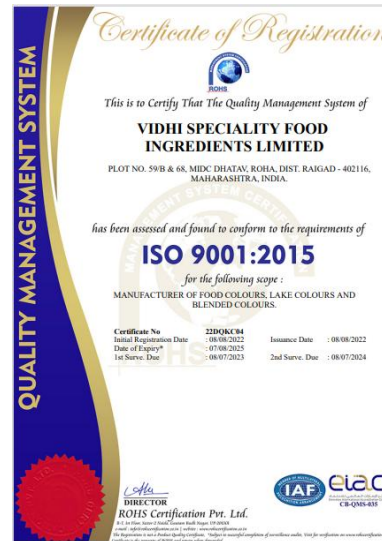 Certificate of Registration
ROHS
This is to Certify That The Quality Management System of
VIDHI SPECIALITY FOOD
INGREDIENTS LIMITED
PLOT NO. 59/B & 68, MIDC DHATAV, ROHA, DIST. RAIGAD - 402116,
MAHARASHTRA, INDIA.
has been assessed and found to conform to the requirements of
ISO 9001:2015
for the following scope :
MANUFACTURER OF FOOD COLOURS, LAKE COLOURS AND
BLENDED COLOURS.
Certificate No 22DQKC04
Initial Registration Date : 08/08/2022 Issuance Date : 08/08/2022
Date of Expiry* : 07/08/2025
1st Surve. Due : 08/07/2023 2nd Surve. Due : 08/07/2024
QUALITY MANAGEMENT SYSTEM
DIRECTOR
ROHS Certification Pvt. Ltd.
IAF
eiac
CB-QMS-035